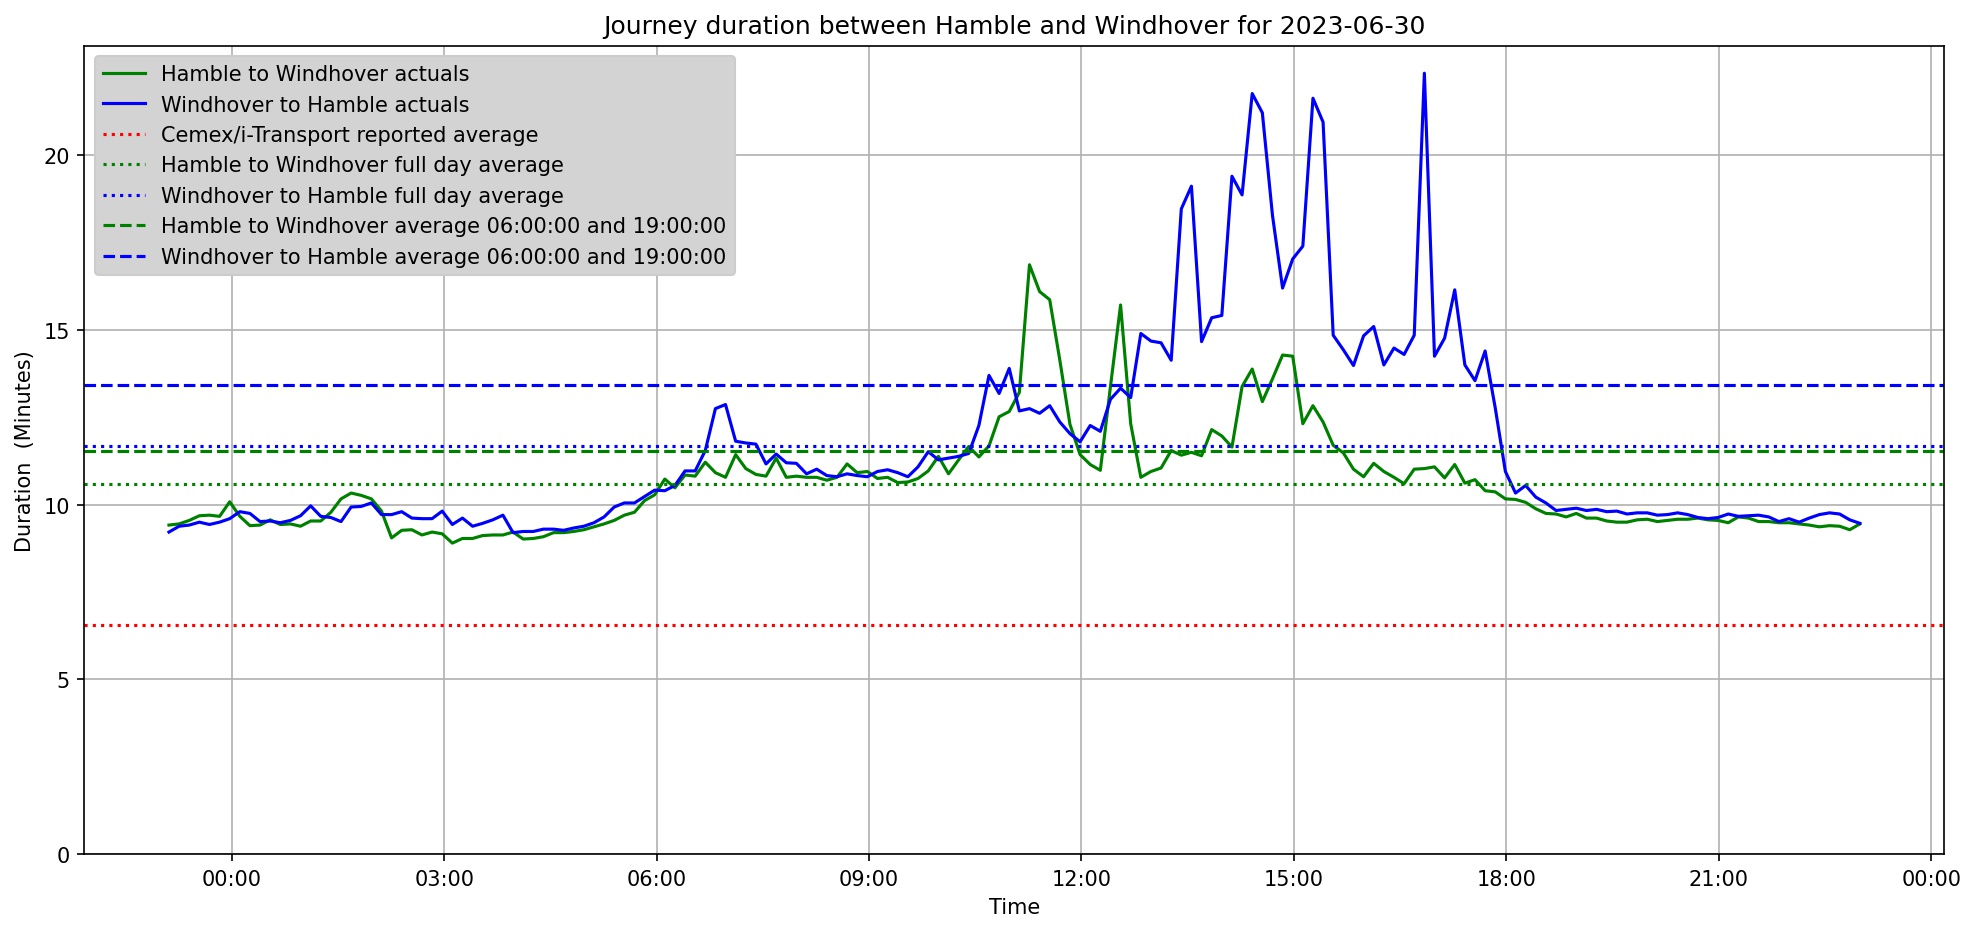 Journey duration between Hamble and Windhover for 2023-06-30
Hamble to Windhover actuals
Windhover to Hamble actuals
Cemex/i-Transport reported average
Hamble to Windhover full day average
Windhover to Hamble full day average
Hamble to Windhover average 06:00:00 and 19:00:00
Windhover to Hamble average 06:00:00 and 19:00:00
Duration (Minutes)
20
15
10
5
0
00:00 03:00 06:00 09:00 12:00 15:00 18:00 21:00 00:00
Time